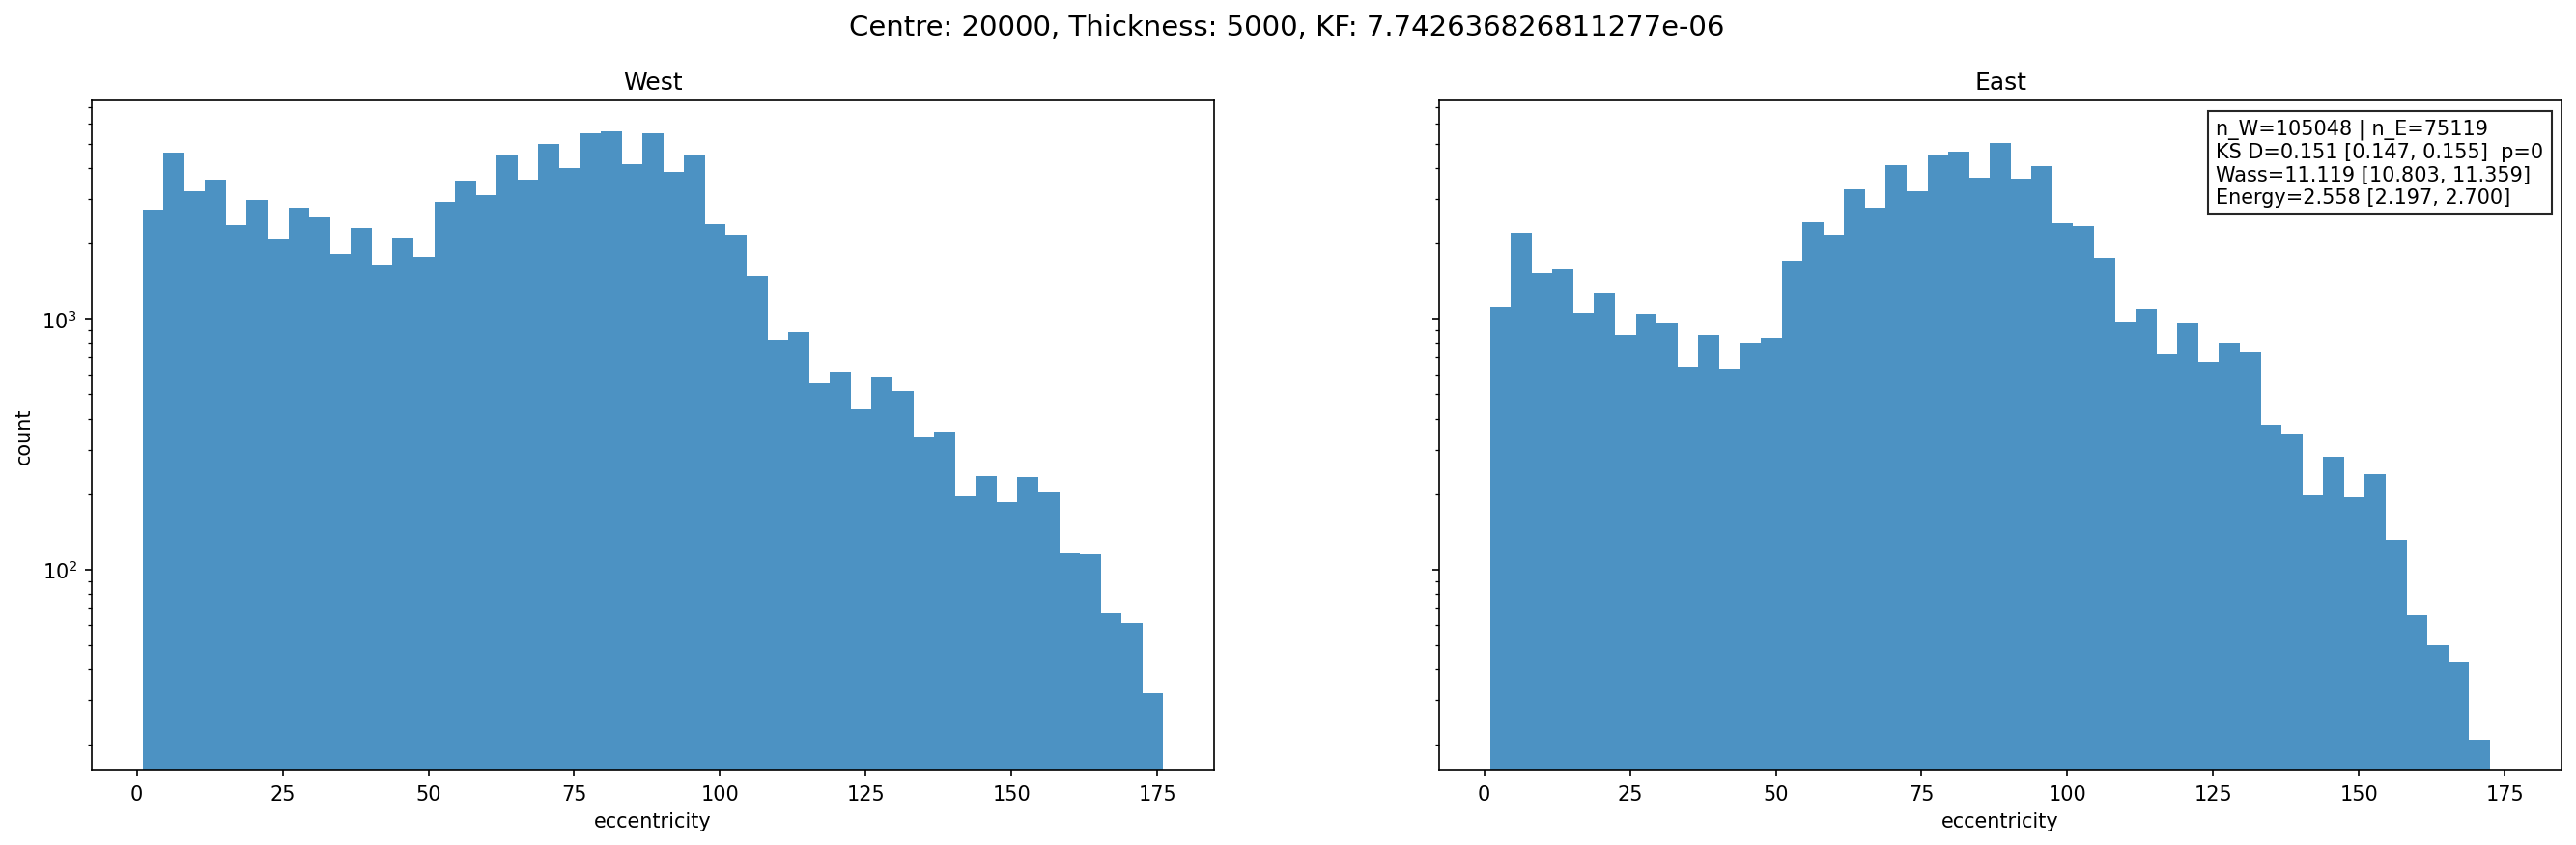 Centre: 20000, Thickness: 5000, KF: 7.742636826811277e-06
West
10³
10²
count
0 25 50 75 100 125 150 175
eccentricity
East
n_W=105048 | n_E=75119
KS D=0.151 [0.147, 0.155]  p=0
Wass=11.119 [10.803, 11.359]
Energy=2.558 [2.197, 2.700]
0 25 50 75 100 125 150 175
eccentricity